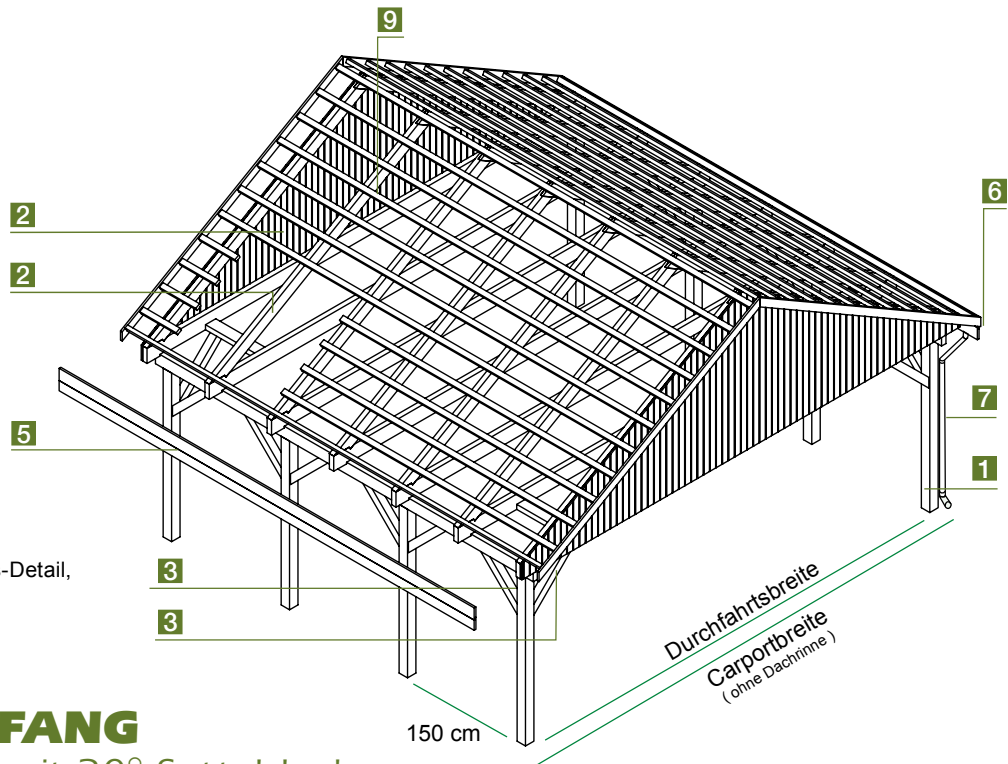 9
6
2
2
7
5
1
-Detail,
3
3
Durchfahrtsbreite
Carportbreite
( ohne Dachrinne )
150 cm
FANG